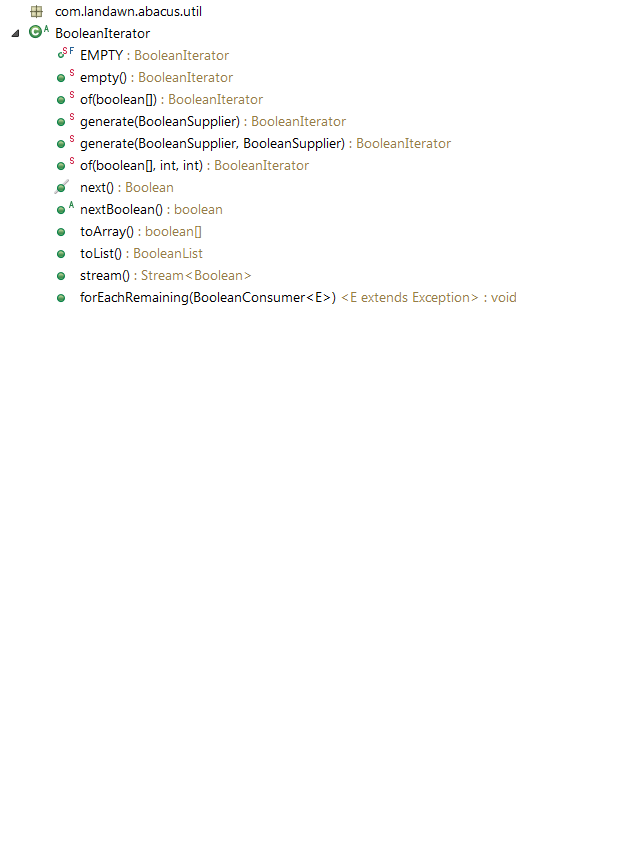 com.landawn.abacus.util
C A BooleanIterator
S F EMPTY : BooleanIterator
S empty() : BooleanIterator
S of(boolean[]) : BooleanIterator
S generate(BooleanSupplier) : BooleanIterator
S generate(BooleanSupplier, BooleanSupplier) : BooleanIterator
S of(boolean[], int, int) : BooleanIterator
next() : Boolean
A nextBoolean() : boolean
toArray() : boolean[]
toList() : BooleanList
stream() : Stream<Boolean>
forEachRemaining(BooleanConsumer<E>) <E extends Exception> : void